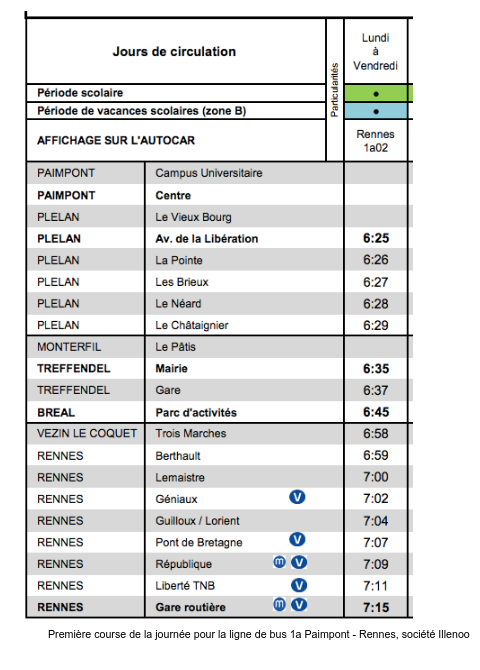 Jours de circulation
Particularités
Lundi
à
Vendredi
Période scolaire •
Période de vacances scolaires (zone B) •
AFFICHAGE SUR L'AUTOCAR
Rennes
1a02
PAIMPONT Campus Universitaire
PAIMPONT Centre
PLELAN Le Vieux Bourg
PLELAN Av. de la Libération 6:25
PLELAN La Pointe 6:26
PLELAN Les Brieux 6:27
PLELAN Le Néard 6:28
PLELAN Le Châtaignier 6:29
MONTERFIL Le Pâtis
TREFFENDEL Mairie 6:35
TREFFENDEL Gare 6:37
BREAL Parc d'activités 6:45
VEZIN LE COQUET Trois Marches 6:58
RENNES Berthault 6:59
RENNES Lemaistre 7:00
RENNES Géniaux V 7:02
RENNES Guilloux / Lorient 7:04
RENNES Pont de Bretagne V 7:07
RENNES République m V 7:09
RENNES Liberté TNB V 7:11
RENNES Gare routière m V 7:15
Première course de la journée pour la ligne de bus 1a Paimpont - Rennes, société Illenoo